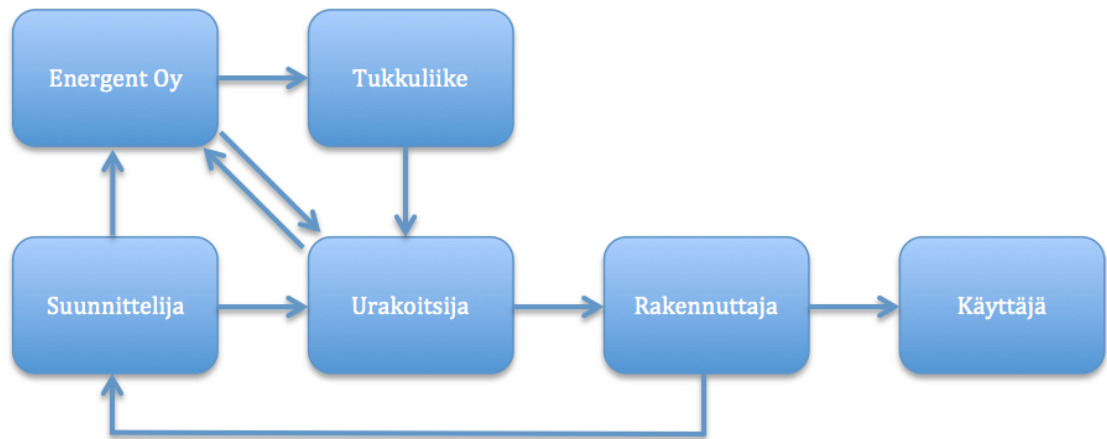 Energent Oy
Tukkuliike
Suunnittelija
Urakoitsija
Rakennuttaja
Käyttäjä